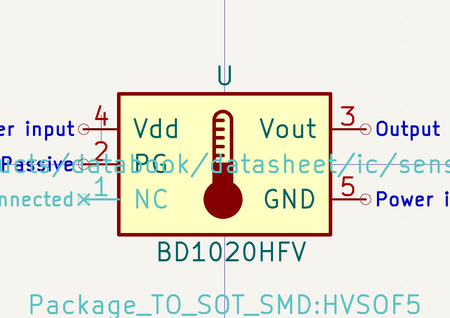 U
er input 4 Vdd Vout 3 Output
Passive 2 PG
ucts/databook/datasheet/ic/sens
nnected 1 NC GND 5 Power i
BD1020HFV
Package_TO_SOT_SMD:HVSOF5